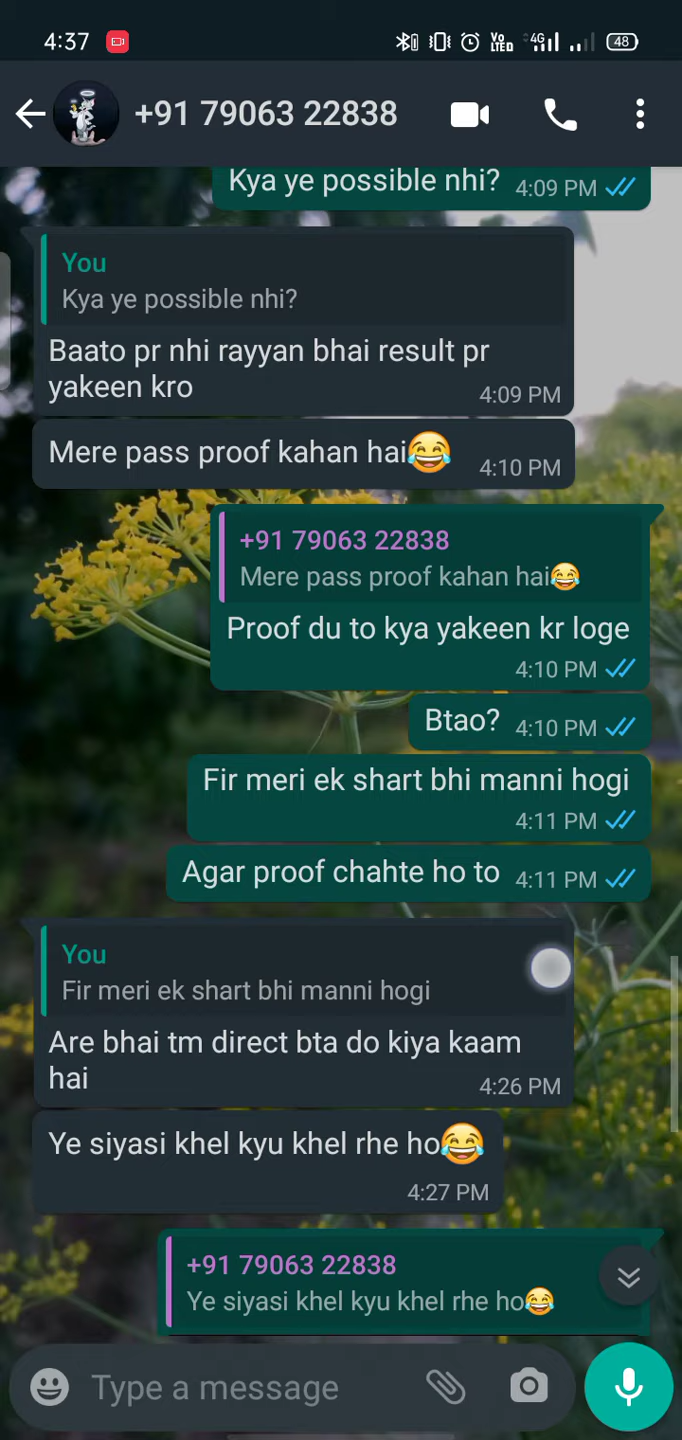 4:37
VoLTED 4G 48
+91 79063 22838
Kya ye possible nhi? 4:09 PM
You
Kya ye possible nhi?
Baato pr nhi rayyan bhai result pr
yakeen kro
4:09 PM
Mere pass proof kahan hai😂 4:10 PM
+91 79063 22838
Mere pass proof kahan hai😂
Proof du to kya yakeen kr loge
4:10 PM
Btao? 4:10 PM
Fir meri ek shart bhi manni hogi
4:11 PM
Agar proof chahte ho to 4:11 PM
You
Fir meri ek shart bhi manni hogi
Are bhai tm direct bta do kiya kaam
hai
4:26 PM
Ye siyasi khel kyu khel rhe ho😂
4:27 PM
+91 79063 22838
Ye siyasi khel kyu khel rhe ho😂
Type a message